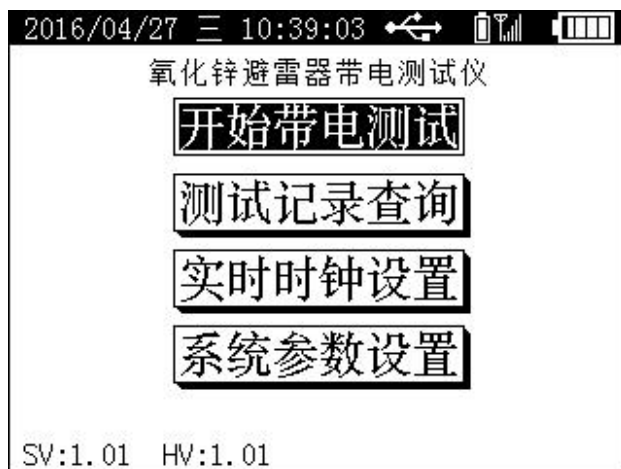 2016/04/27 三 10:39:03
氧化锌避雷器带电测试仪
开始带电测试
测试记录查询
实时时钟设置
系统参数设置
SV:1.01 HV:1.01